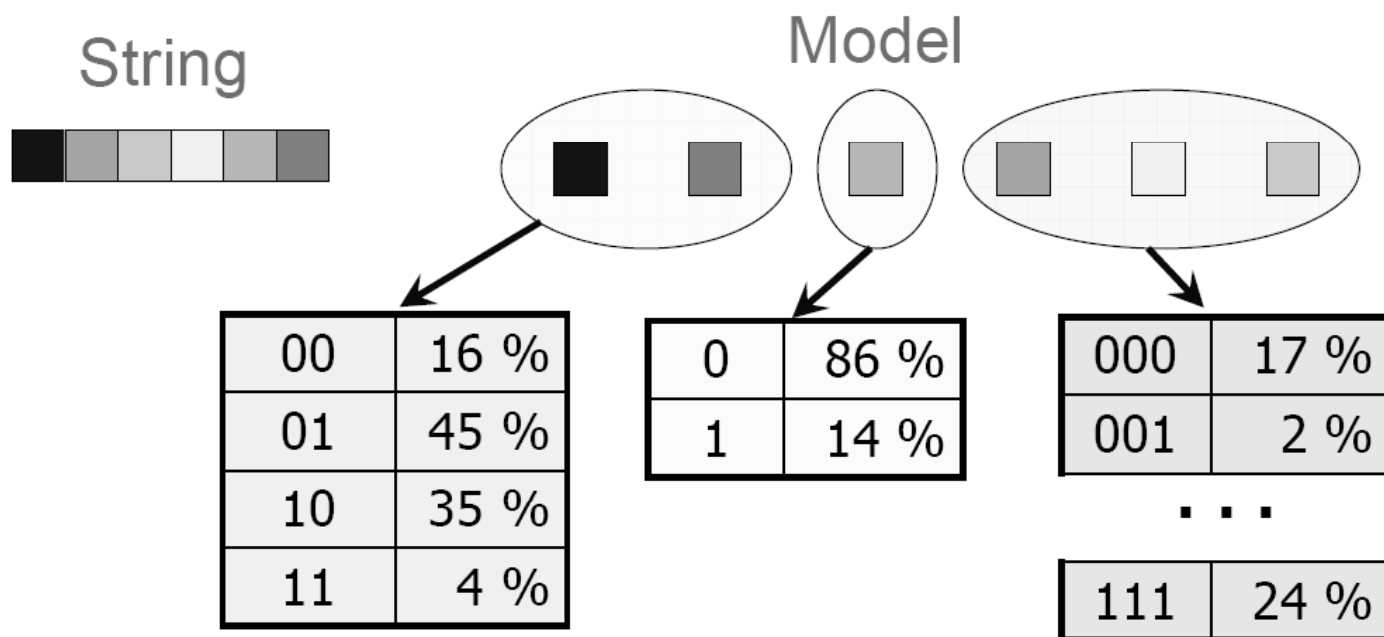 String
Model
00 16 %
01 45 %
10 35 %
11 4 %
0 86 %
1 14 %
000 17 %
001 2 %
. . .
111 24 %